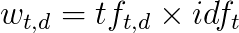 w_{t,d} = tf_{t,d} × idf_t